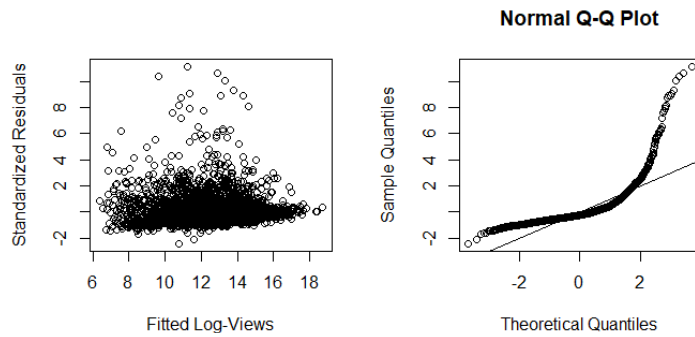 Normal Q-Q Plot
Standardized Residuals
-2 2 4 6 8
6 8 10 12 14 16 18
Fitted Log-Views
Sample Quantiles
-2 2 4 6 8
-2 0 2
Theoretical Quantiles